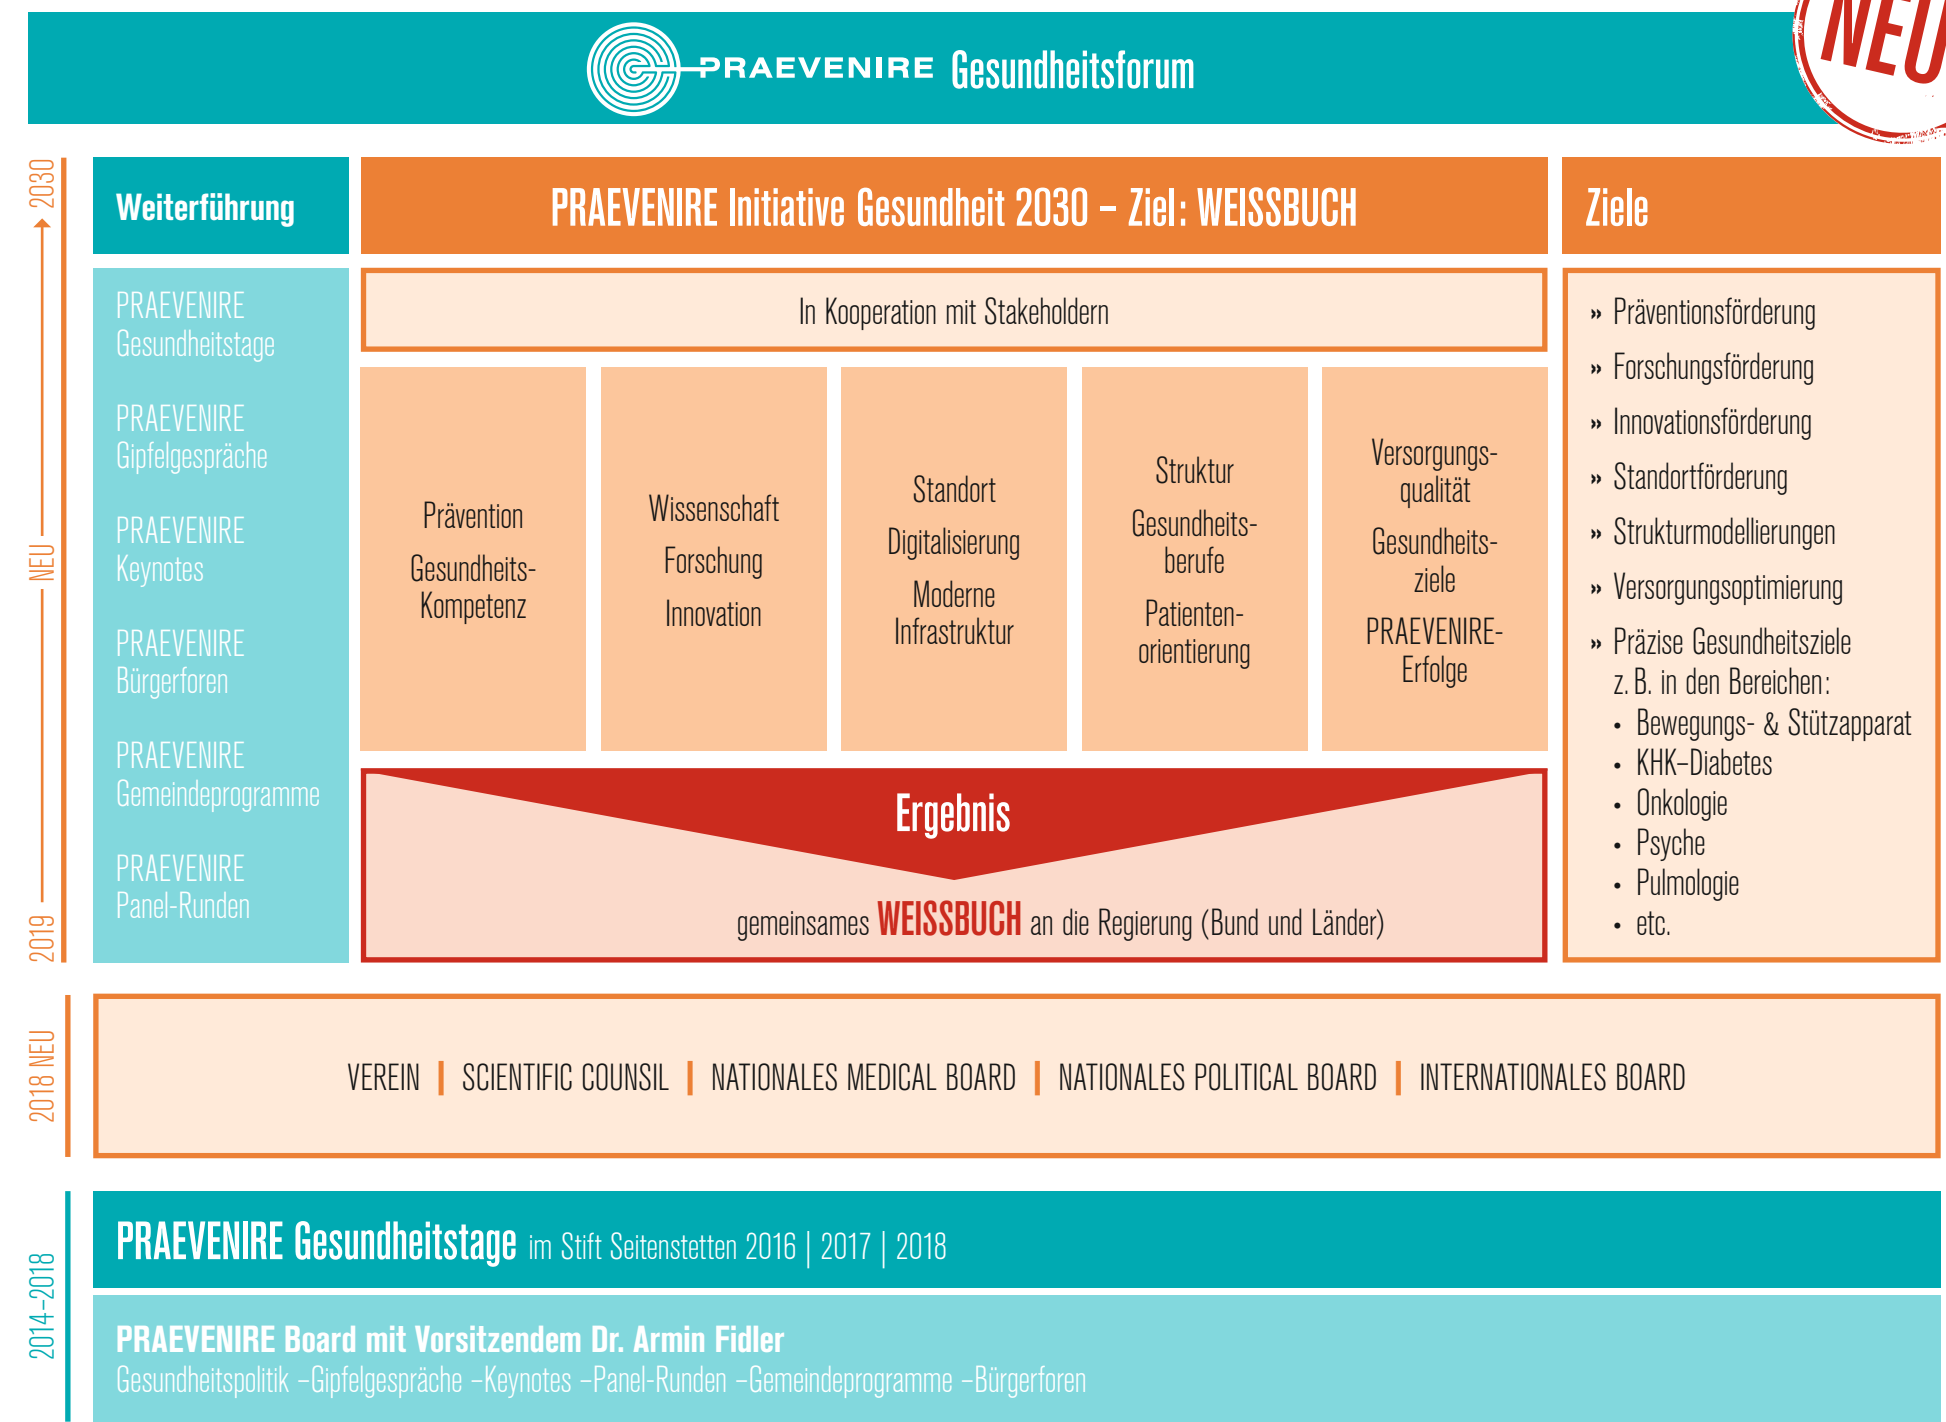 PRAEVENIRE Gesundheitsforum
NEU
2030
NEU
2019
Weiterführung
PRAEVENIRE
Gesundheitstage
PRAEVENIRE
Gipfelgespräche
PRAEVENIRE
Keynotes
PRAEVENIRE
Bürgerforen
PRAEVENIRE
Gemeindeprogramme
PRAEVENIRE
Panel-Runden
PRAEVENIRE Initiative Gesundheit 2030 – Ziel: WEISSBUCH
In Kooperation mit Stakeholdern
Prävention
Gesundheits-
Kompetenz
Wissenschaft
Forschung
Innovation
Standort
Digitalisierung
Moderne
Infrastruktur
Struktur
Gesundheits-
berufe
Patienten-
orientierung
Versorgungs-
qualität
Gesundheits-
ziele
PRAEVENIRE-
Erfolge
Ergebnis
gemeinsames WEISSBUCH an die Regierung (Bund und Länder)
Ziele
» Präventionsförderung
» Forschungsförderung
» Innovationsförderung
» Standortförderung
» Strukturmodellierungen
» Versorgungsoptimierung
» Präzise Gesundheitsziele
z. B. in den Bereichen:
• Bewegungs- & Stützapparat
• KHK–Diabetes
• Onkologie
• Psyche
• Pulmologie
• etc.
2018 NEU
VEREIN | SCIENTIFIC COUNSIL | NATIONALES MEDICAL BOARD | NATIONALES POLITICAL BOARD | INTERNATIONALES BOARD
2014–2018
PRAEVENIRE Gesundheitstage im Stift Seitenstetten 2016 | 2017 | 2018
PRAEVENIRE Board mit Vorsitzendem Dr. Armin Fidler
Gesundheitspolitik –Gipfelgespräche –Keynotes –Panel-Runden –Gemeindeprogramme –Bürgerforen